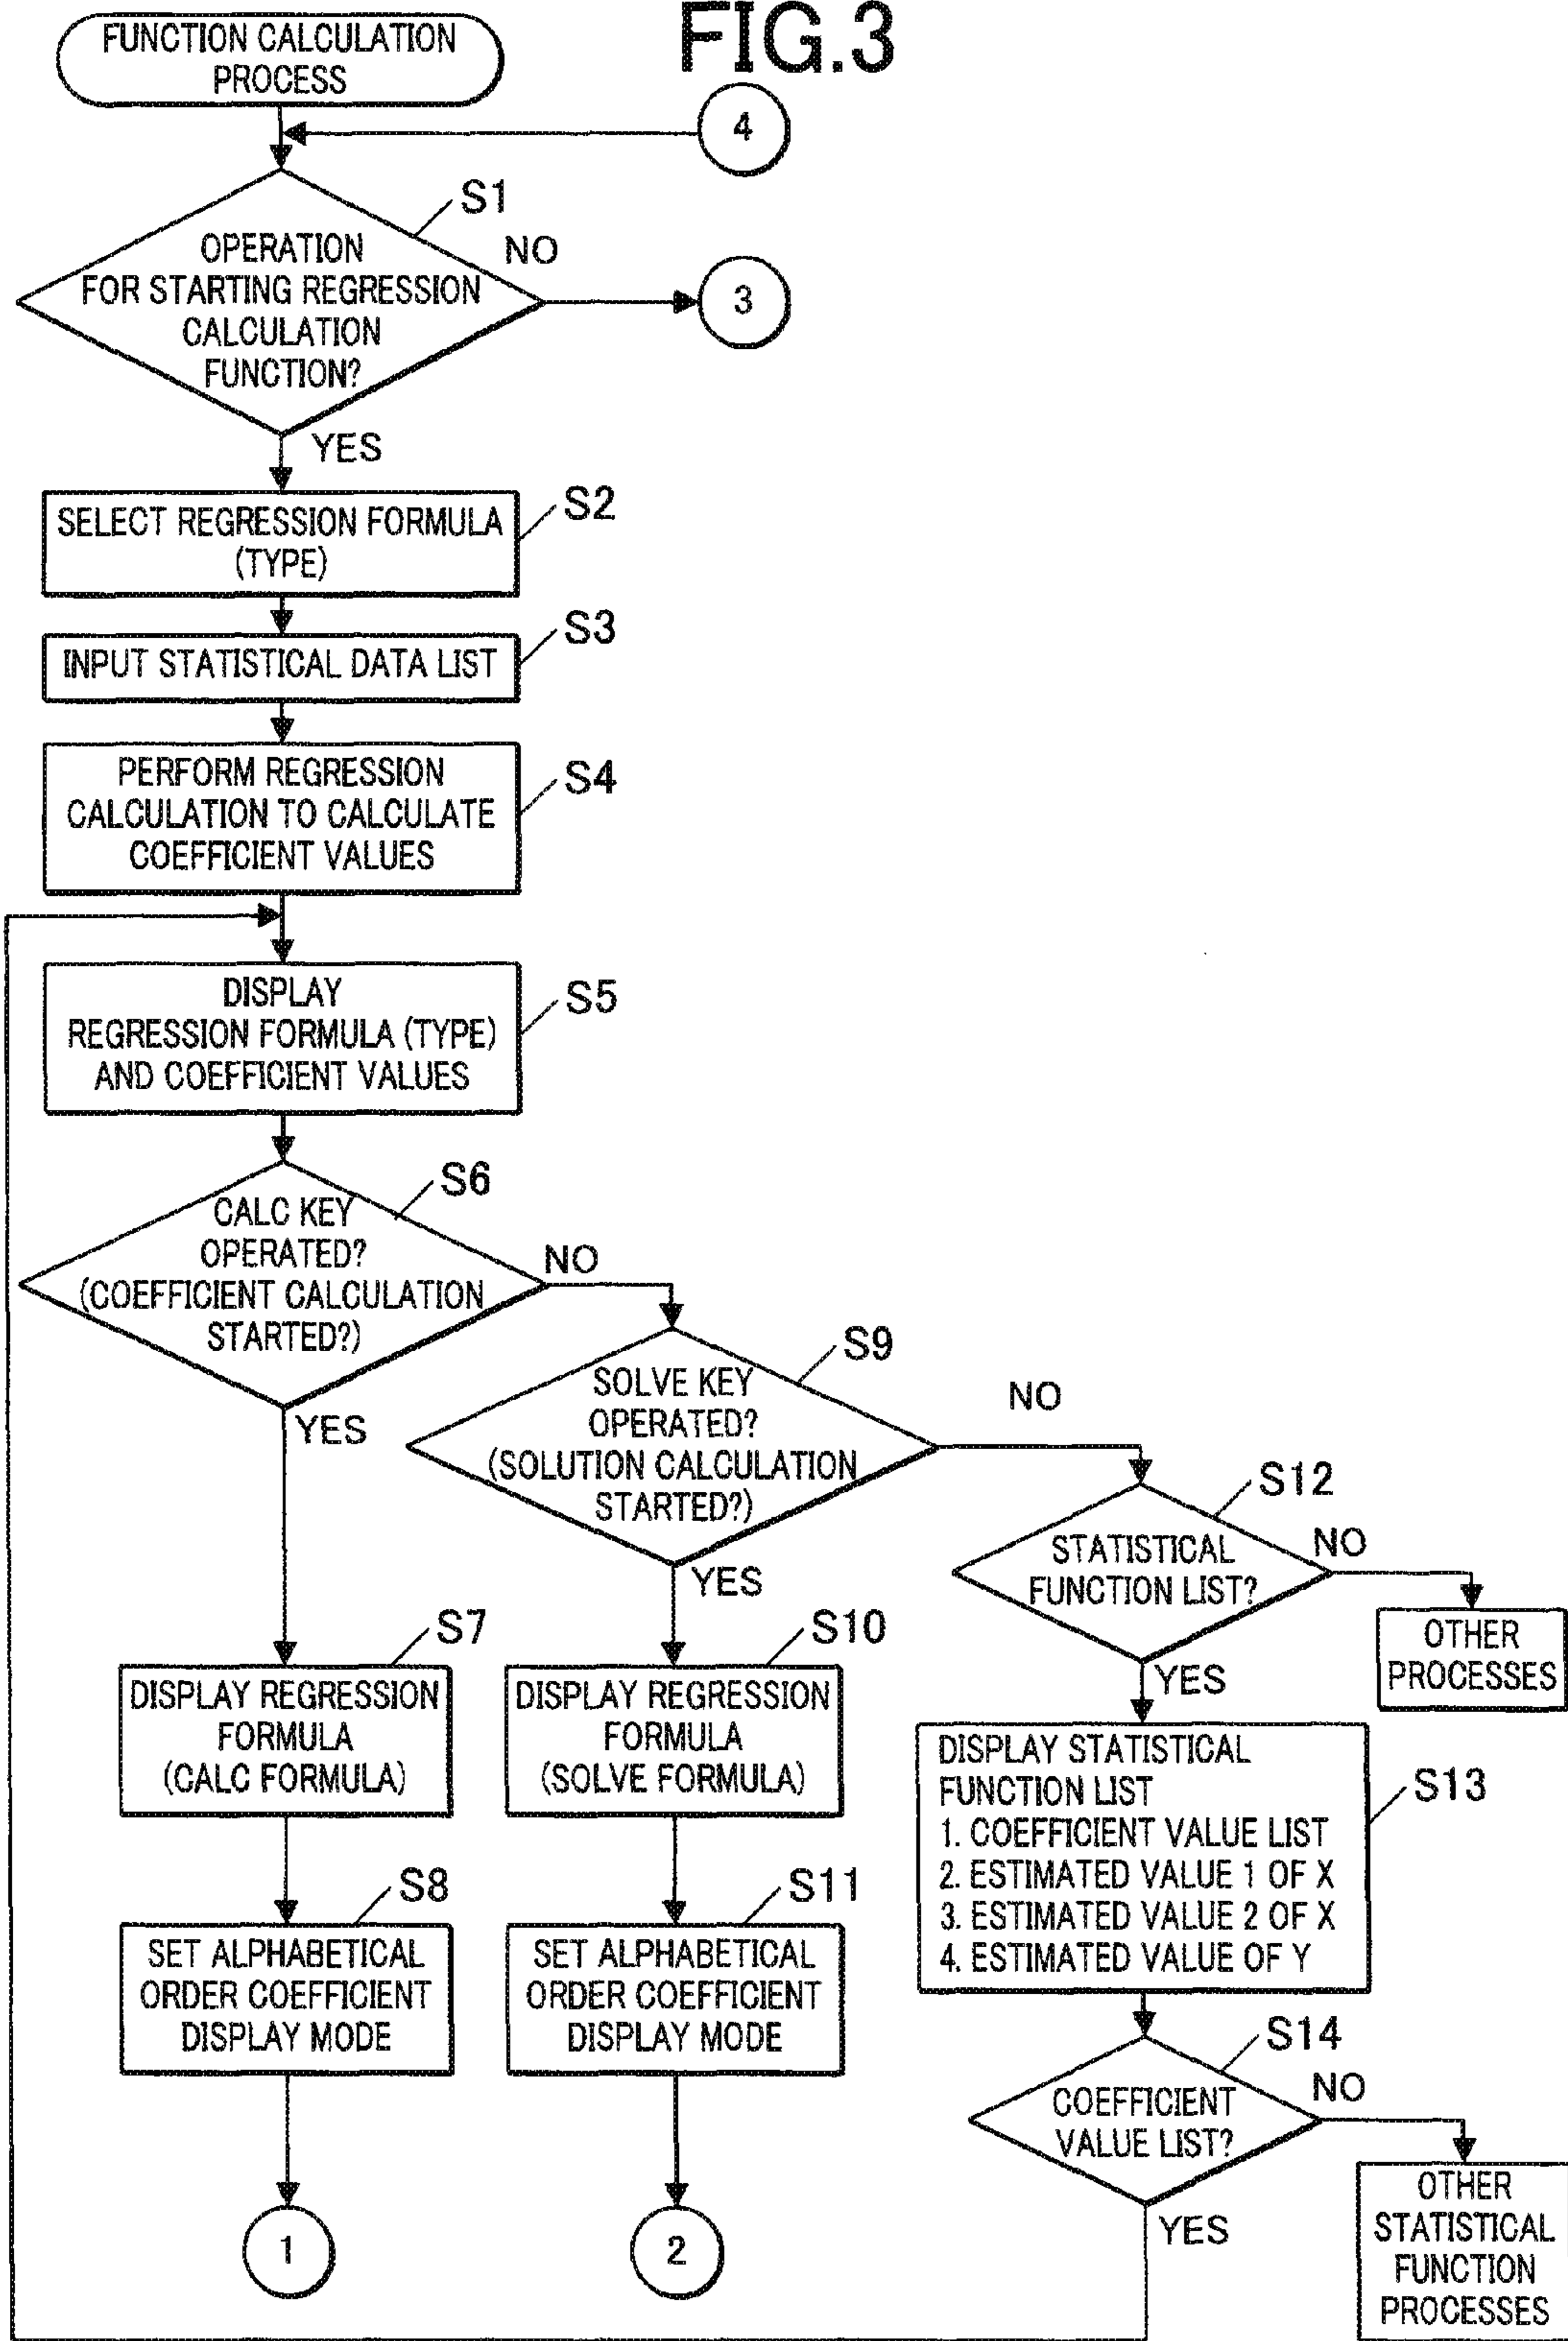 FIG.3
FUNCTION CALCULATION
PROCESS
4
S1
OPERATION
FOR STARTING REGRESSION
CALCULATION
FUNCTION?
NO
3
YES
S2
SELECT REGRESSION FORMULA
(TYPE)
S3
INPUT STATISTICAL DATA LIST
S4
PERFORM REGRESSION
CALCULATION TO CALCULATE
COEFFICIENT VALUES
S5
DISPLAY
REGRESSION FORMULA (TYPE)
AND COEFFICIENT VALUES
S6
CALC KEY
OPERATED?
(COEFFICIENT CALCULATION
STARTED?)
NO
YES
S9
SOLVE KEY
OPERATED?
(SOLUTION CALCULATION
STARTED?)
NO
YES
S12
STATISTICAL
FUNCTION LIST?
NO
OTHER
PROCESSES
YES
S7
DISPLAY REGRESSION
FORMULA
(CALC FORMULA)
S10
DISPLAY REGRESSION
FORMULA
(SOLVE FORMULA)
S13
DISPLAY STATISTICAL
FUNCTION LIST
1. COEFFICIENT VALUE LIST
2. ESTIMATED VALUE 1 OF X
3. ESTIMATED VALUE 2 OF X
4. ESTIMATED VALUE OF Y
S8
SET ALPHABETICAL
ORDER COEFFICIENT
DISPLAY MODE
S11
SET ALPHABETICAL
ORDER COEFFICIENT
DISPLAY MODE
S14
COEFFICIENT
VALUE LIST?
NO
YES
OTHER
STATISTICAL
FUNCTION
PROCESSES
1
2